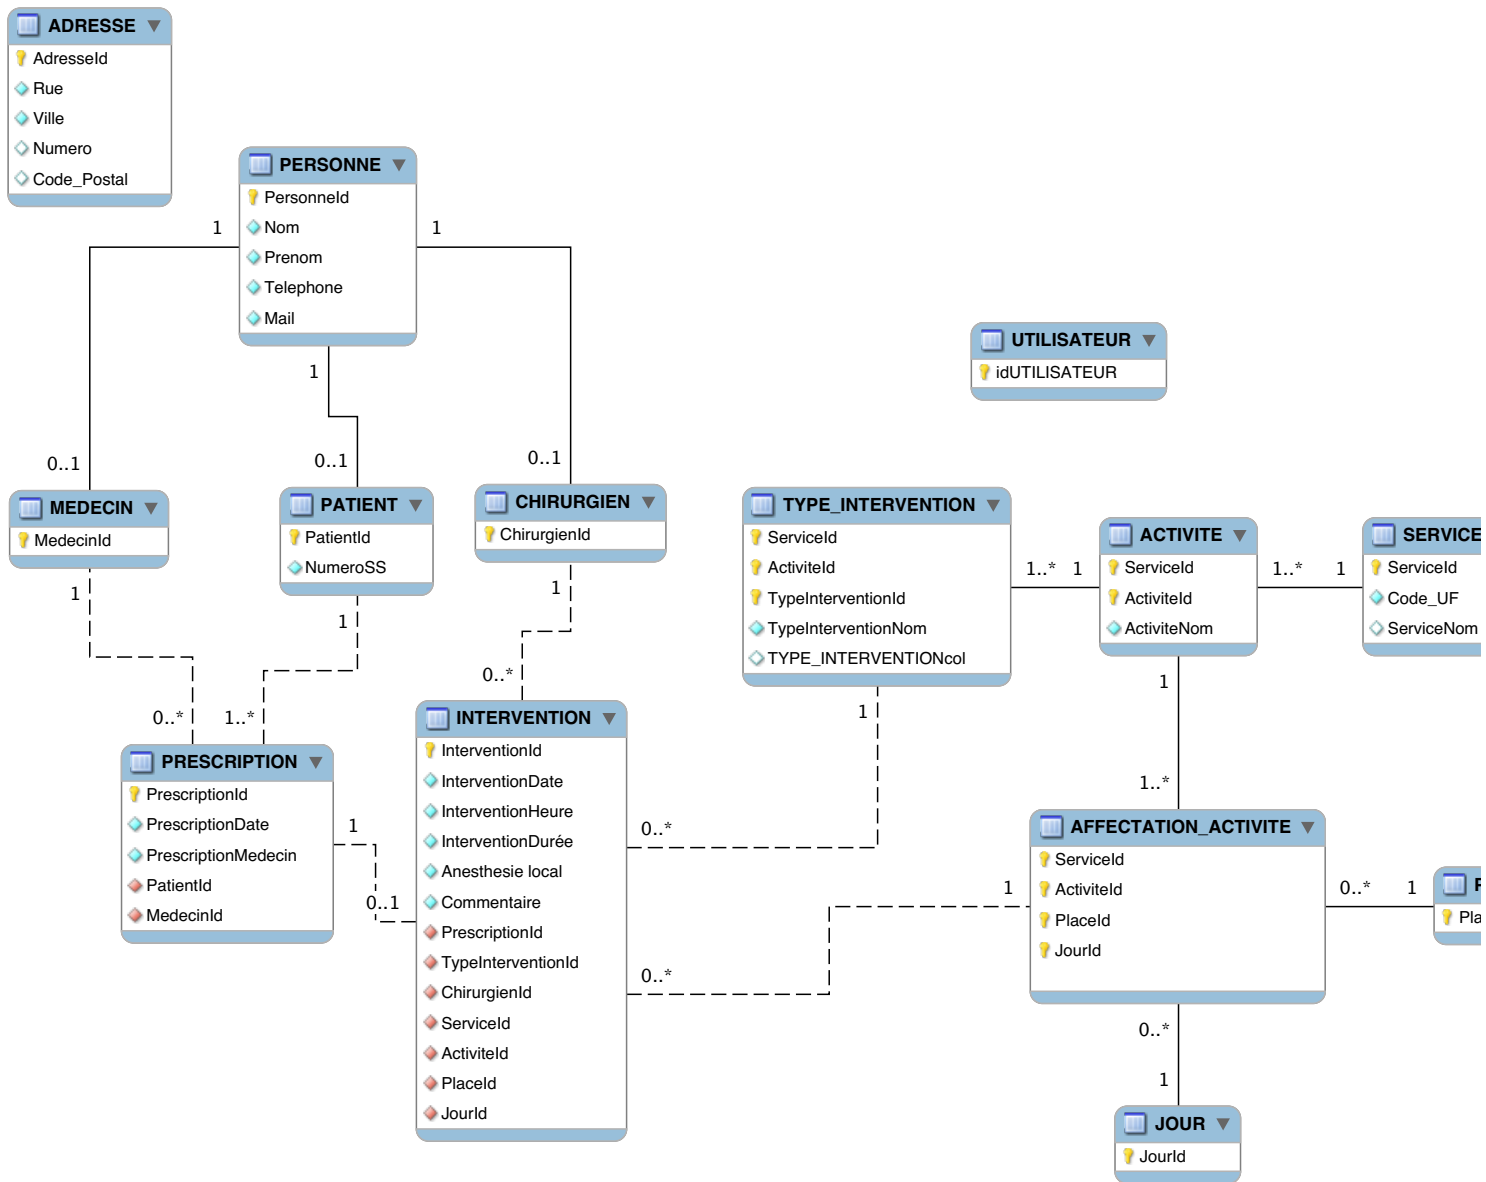 ADRESSE
AdresseId
Rue
Ville
Numero
Code_Postal
PERSONNE
PersonneId
Nom
Prenom
Telephone
Mail
1
1
1
0..1
0..1
0..1
UTILISATEUR
idUTILISATEUR
MEDECIN
MedecinId
PATIENT
PatientId
NumeroSS
CHIRURGIEN
ChirurgienId
TYPE_INTERVENTION
ServiceId
ActiviteId
TypeInterventionId
TypeInterventionNom
TYPE_INTERVENTIONcol
1..* 1
ACTIVITE
ServiceId
ActiviteId
ActiviteNom
1..* 1
SERVICE
ServiceId
Code_UF
ServiceNom
1
1
1
0..*
0..*
1..*
PRESCRIPTION
PrescriptionId
PrescriptionDate
PrescriptionMedecin
PatientId
MedecinId
1
0..1
INTERVENTION
InterventionId
InterventionDate
InterventionHeure
InterventionDurée
Anesthesie local
Commentaire
PrescriptionId
TypeInterventionId
ChirurgienId
ServiceId
ActiviteId
PlaceId
JourId
1
0..*
1
0..*
1
1..*
AFFECTATION_ACTIVITE
ServiceId
ActiviteId
PlaceId
JourId
0..* 1
Pla
0..*
1
JOUR
JourId